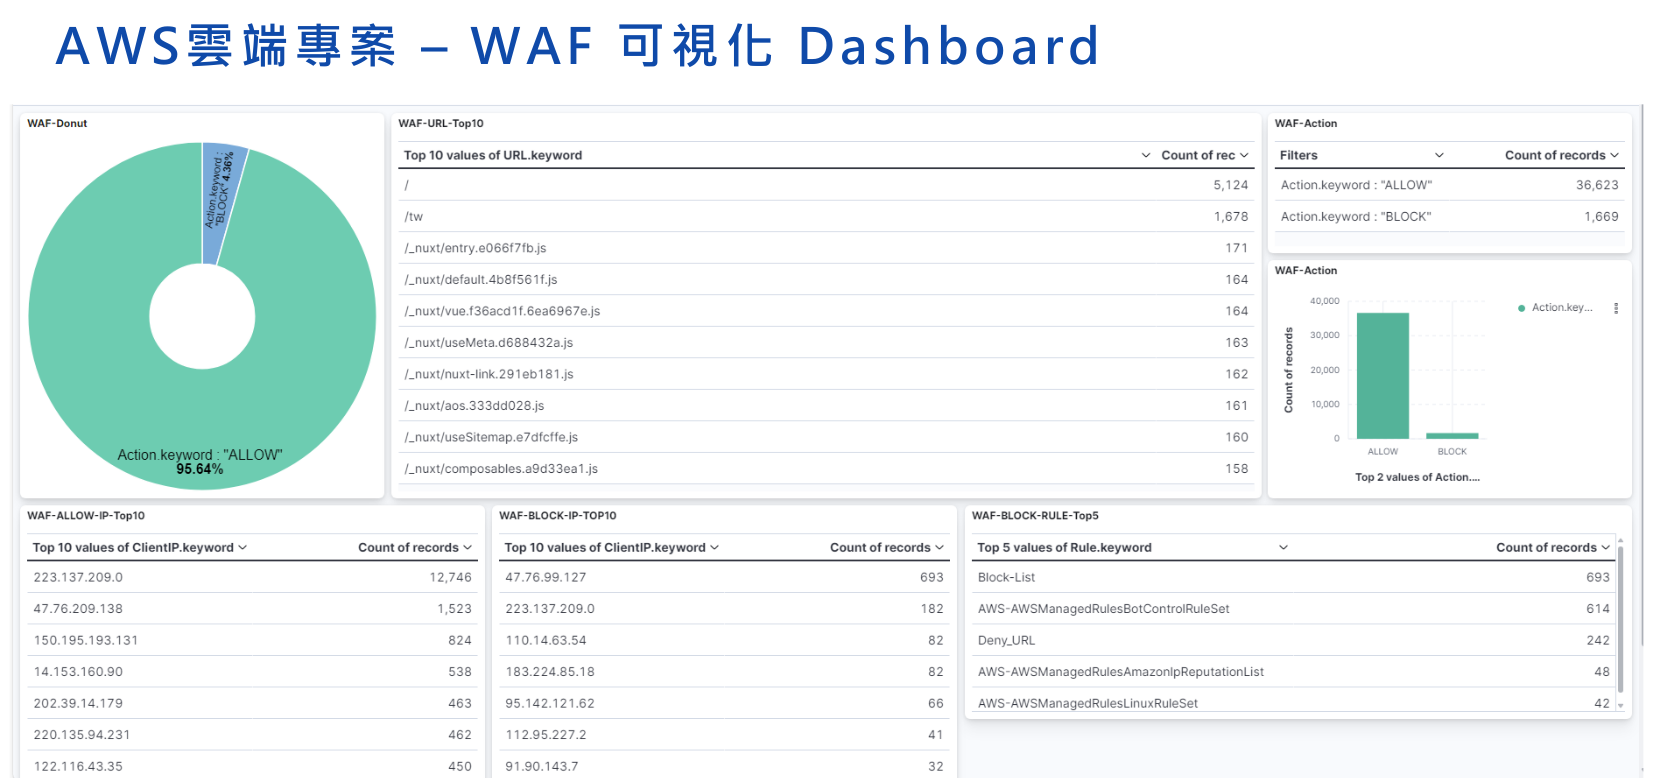 AWS雲端專案 – WAF 可視化 Dashboard
WAF-Donut
Action.keyword :
"BLOCK" 4.36%
Action.keyword : "ALLOW"
95.64%
WAF-URL-Top10
Top 10 values of URL.keyword Count of rec
/ 5,124
/tw 1,678
/_nuxt/entry.e066f7fb.js 171
/_nuxt/default.4b8f561f.js 164
/_nuxt/vue.f36acd1f.6ea6967e.js 164
/_nuxt/useMeta.d688432a.js 163
/_nuxt/nuxt-link.291eb181.js 162
/_nuxt/aos.333dd028.js 161
/_nuxt/useSitemap.e7dfcffe.js 160
/_nuxt/composables.a9d33ea1.js 158
WAF-Action
Filters Count of records
Action.keyword : "ALLOW" 36,623
Action.keyword : "BLOCK" 1,669
WAF-Action
Count of records
40,000
30,000
20,000
10,000
0
ALLOW BLOCK
Top 2 values of Action....
Action.key...
WAF-ALLOW-IP-Top10
Top 10 values of ClientIP.keyword Count of records
223.137.209.0 12,746
47.76.209.138 1,523
150.195.193.131 824
14.153.160.90 538
202.39.14.179 463
220.135.94.231 462
122.116.43.35 450
WAF-BLOCK-IP-TOP10
Top 10 values of ClientIP.keyword Count of records
47.76.99.127 693
223.137.209.0 182
110.14.63.54 82
183.224.85.18 82
95.142.121.62 66
112.95.227.2 41
91.90.143.7 32
WAF-BLOCK-RULE-Top5
Top 5 values of Rule.keyword Count of records
Block-List 693
AWS-AWSManagedRulesBotControlRuleSet 614
Deny_URL 242
AWS-AWSManagedRulesAmazonIpReputationList 48
AWS-AWSManagedRulesLinuxRuleSet 42